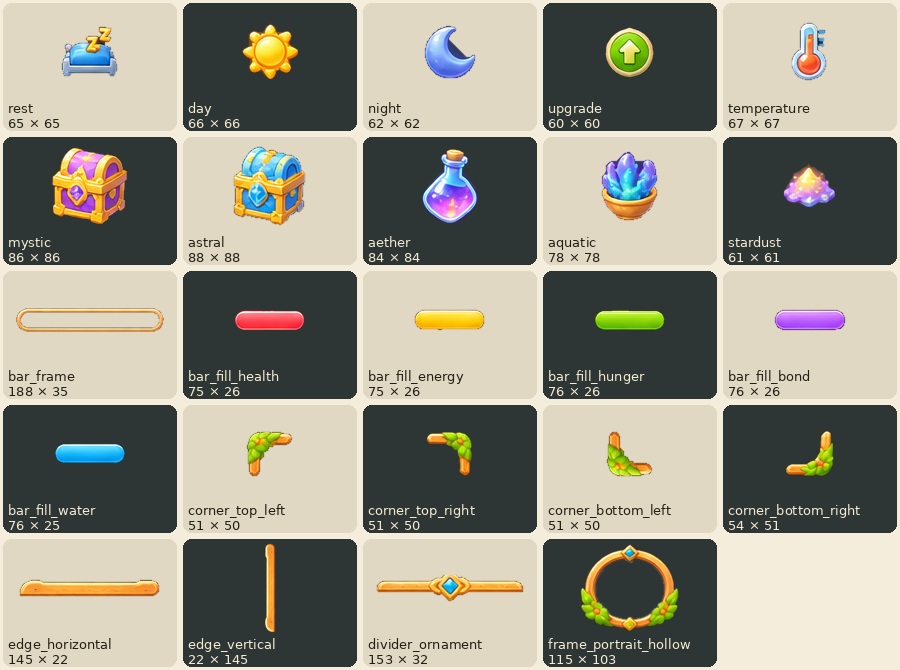 rest
65 × 65
day
66 × 66
night
62 × 62
upgrade
60 × 60
temperature
67 × 67
mystic
86 × 86
astral
88 × 88
aether
84 × 84
aquatic
78 × 78
stardust
61 × 61
bar_frame
188 × 35
bar_fill_health
75 × 26
bar_fill_energy
75 × 26
bar_fill_hunger
76 × 26
bar_fill_bond
76 × 26
bar_fill_water
76 × 25
corner_top_left
51 × 50
corner_top_right
51 × 50
corner_bottom_left
51 × 50
corner_bottom_right
54 × 51
edge_horizontal
145 × 22
edge_vertical
22 × 145
divider_ornament
153 × 32
frame_portrait_hollow
115 × 103